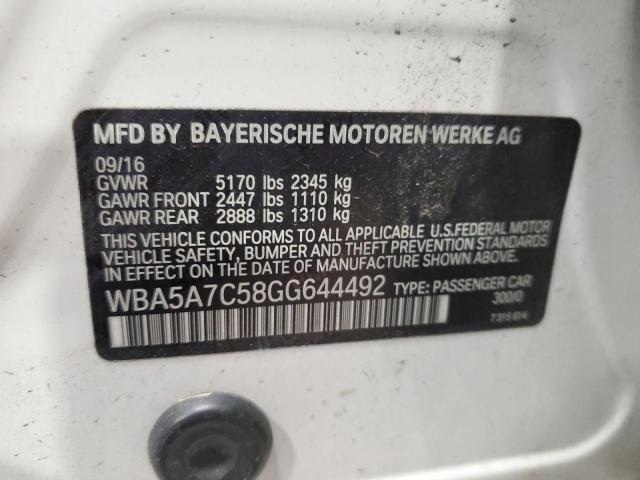 MFD BY BAYERISCHE MOTOREN WERKE AG
09/16
GVWR 5170 lbs 2345 kg
GAWR FRONT 2447 lbs 1110 kg
GAWR REAR 2888 lbs 1310 kg
THIS VEHICLE CONFORMS TO ALL APPLICABLE U.S.FEDERAL MOTOR
VEHICLE SAFETY, BUMPER AND THEFT PREVENTION STANDARDS
IN EFFECT ON THE DATE OF MANUFACTURE SHOWN ABOVE.
WBA5A7C58GG644492 TYPE: PASSENGER CAR
300/0